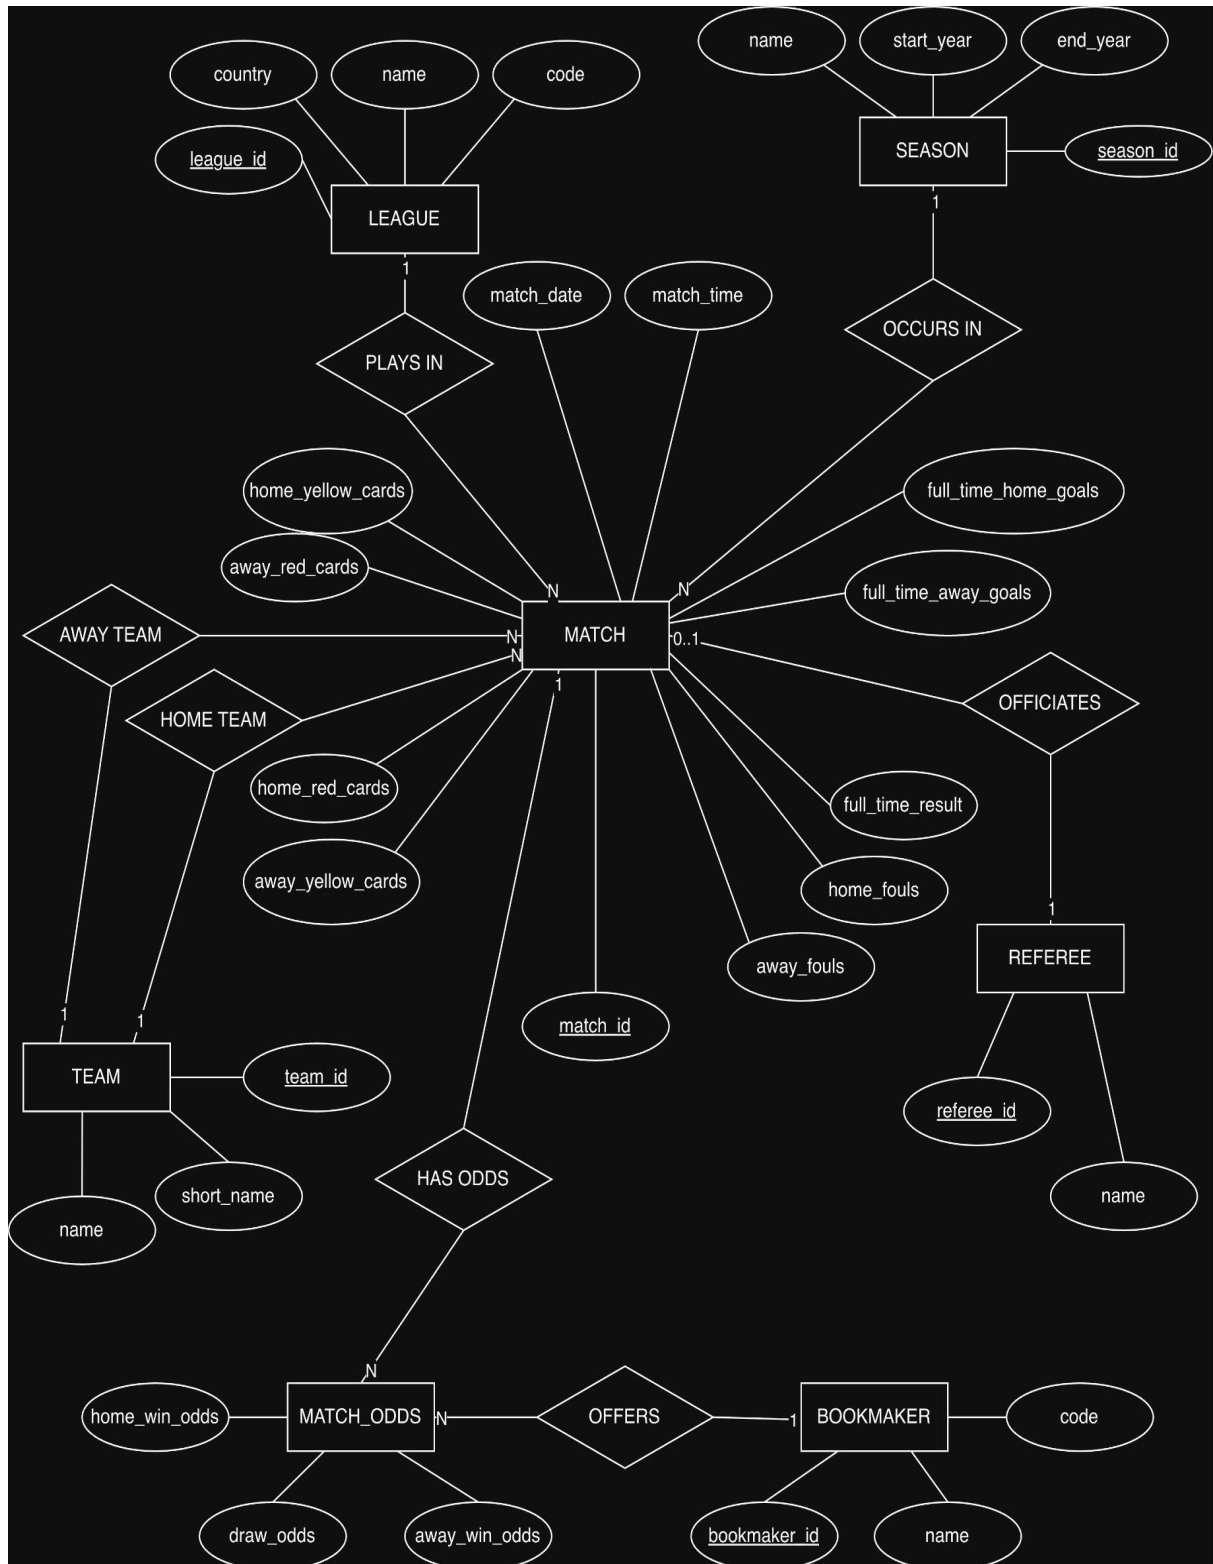 name
start_year
end_year
country
name
code
SEASON
season_id
league_id
LEAGUE
1
1
match_date
match_time
OCCURS IN
PLAYS IN
home_yellow_cards
full_time_home_goals
away_red_cards
full_time_away_goals
N
N
AWAY TEAM
N
MATCH
0..1
N
1
OFFICIATES
HOME TEAM
home_red_cards
full_time_result
away_yellow_cards
home_fouls
1
REFEREE
away_fouls
1
1
match_id
TEAM
team_id
referee_id
HAS ODDS
short_name
name
name
N
home_win_odds
MATCH_ODDS
N
OFFERS
1
BOOKMAKER
code
draw_odds
away_win_odds
bookmaker_id
name